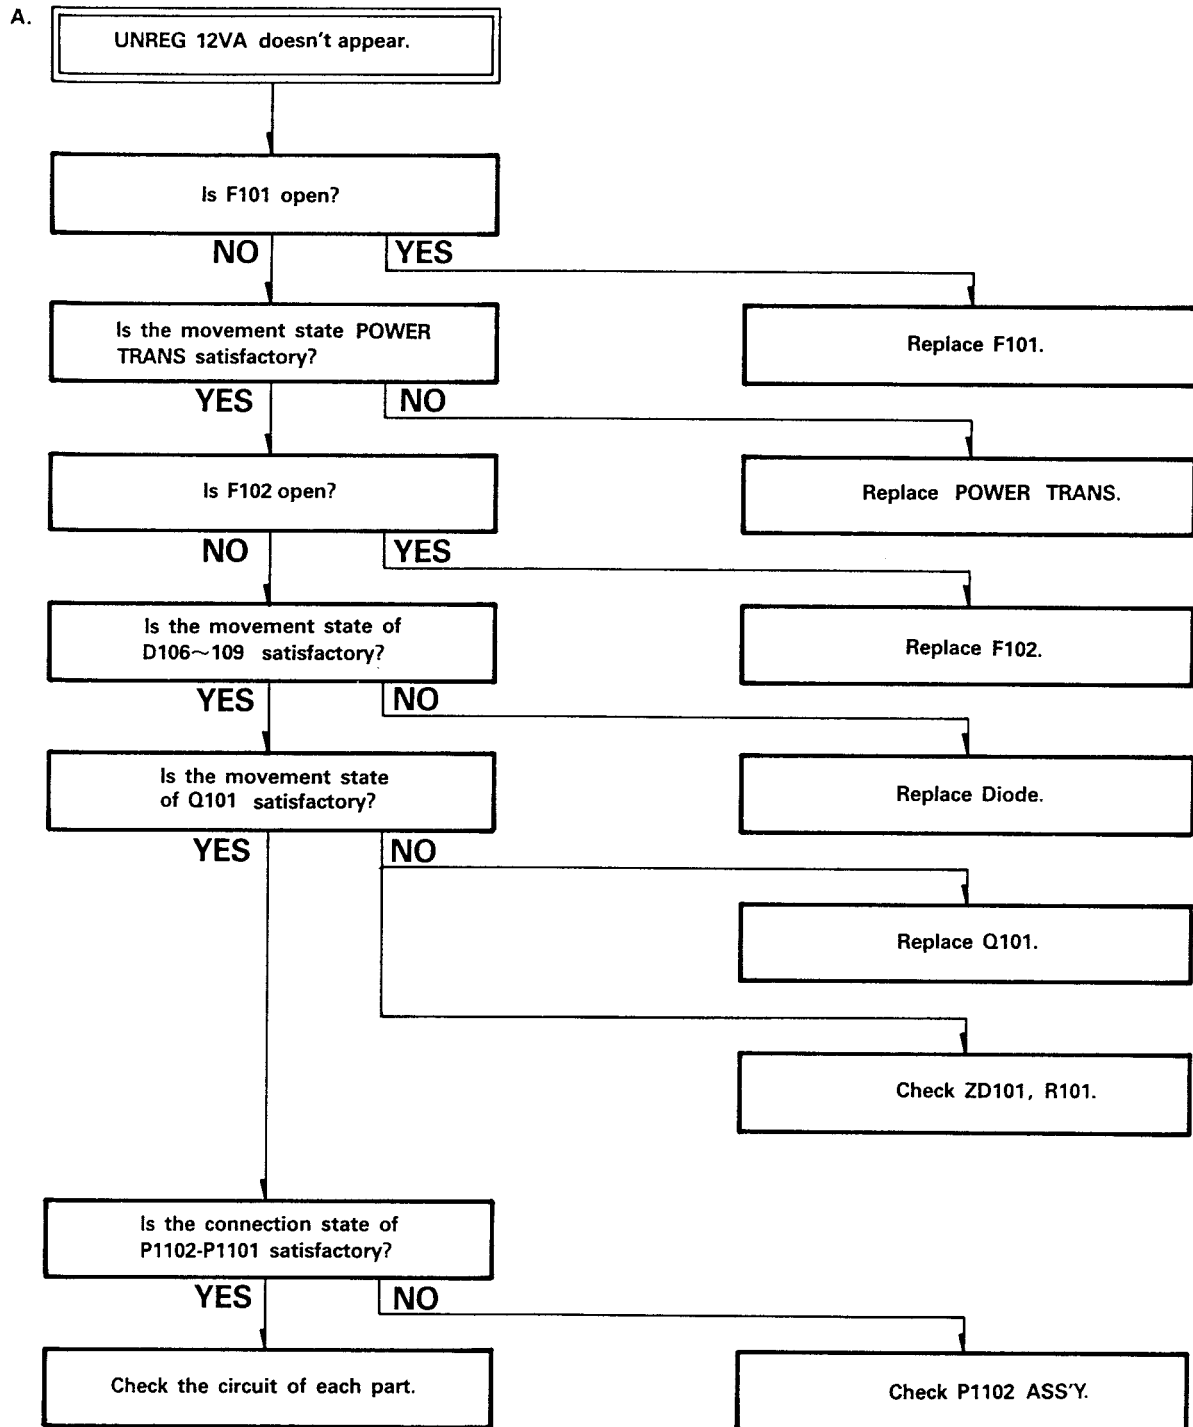 A.
UNREG 12VA doesn't appear.
Is F101 open?
NO
YES
Is the movement state POWER
TRANS satisfactory?
Replace F101.
YES
NO
Is F102 open?
Replace POWER TRANS.
NO
YES
Is the movement state of
D106~109 satisfactory?
Replace F102.
YES
NO
Is the movement state
of Q101 satisfactory?
Replace Diode.
YES
NO
Replace Q101.
Check ZD101, R101.
Is the connection state of
P1102-P1101 satisfactory?
YES
NO
Check the circuit of each part.
Check P1102 ASS'Y.